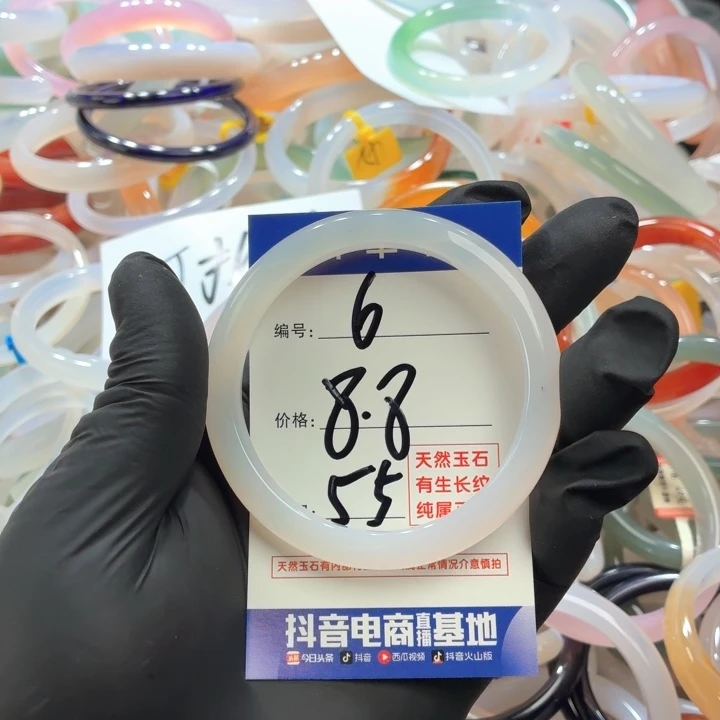 编号: 6
价格: 8.8
55
天然玉石
有生长纹
纯属
天然玉石有内部 情况介意慎拍
抖音电商直播基地
今日头条 抖音 西瓜视频 抖音火山版